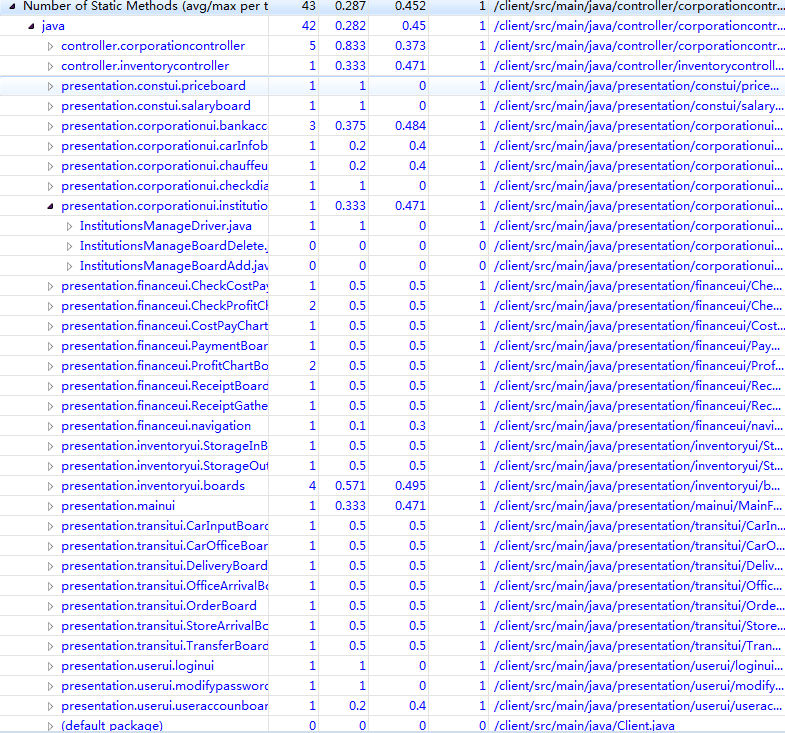 Number of Static Methods (avg/max per t 43 0.287 0.452 1 /client/src/main/java/controller/corporationcontr...
java 42 0.282 0.45 1 /client/src/main/java/controller/corporationcontr...
controller.corporationcontroller 5 0.833 0.373 1 /client/src/main/java/controller/corporationcontr...
controller.inventorycontroller 1 0.333 0.471 1 /client/src/main/java/controller/inventorycontroll...
presentation.constui.priceboard 1 1 0 1 /client/src/main/java/presentation/constui/price...
presentation.constui.salaryboard 1 1 0 1 /client/src/main/java/presentation/constui/salary...
presentation.corporationui.bankacc 3 0.375 0.484 1 /client/src/main/java/presentation/corporationui...
presentation.corporationui.carInfob 1 0.2 0.4 1 /client/src/main/java/presentation/corporationui...
presentation.corporationui.chauffeu 1 0.2 0.4 1 /client/src/main/java/presentation/corporationui...
presentation.corporationui.checkdia 1 1 0 1 /client/src/main/java/presentation/corporationui...
presentation.corporationui.institutio 1 0.333 0.471 1 /client/src/main/java/presentation/corporationui...
InstitutionsManageDriver.java 1 1 0 1 /client/src/main/java/presentation/corporationui...
InstitutionsManageBoardDelete.j 0 0 0 0 /client/src/main/java/presentation/corporationui...
InstitutionsManageBoardAdd.jav 0 0 0 0 /client/src/main/java/presentation/corporationui...
presentation.financeui.CheckCostPay 1 0.5 0.5 1 /client/src/main/java/presentation/financeui/Che...
presentation.financeui.CheckProfitCh 2 0.5 0.5 1 /client/src/main/java/presentation/financeui/Che...
presentation.financeui.CostPayChart 1 0.5 0.5 1 /client/src/main/java/presentation/financeui/Cost...
presentation.financeui.PaymentBoar 1 0.5 0.5 1 /client/src/main/java/presentation/financeui/Pay...
presentation.financeui.ProfitChartBo 2 0.5 0.5 1 /client/src/main/java/presentation/financeui/Prof...
presentation.financeui.ReceiptBoard 1 0.5 0.5 1 /client/src/main/java/presentation/financeui/Rec...
presentation.financeui.ReceiptGathe 1 0.5 0.5 1 /client/src/main/java/presentation/financeui/Rec...
presentation.financeui.navigation 1 0.1 0.3 1 /client/src/main/java/presentation/financeui/navi...
presentation.inventoryui.StorageInB 1 0.5 0.5 1 /client/src/main/java/presentation/inventoryui/St...
presentation.inventoryui.StorageOut 1 0.5 0.5 1 /client/src/main/java/presentation/inventoryui/St...
presentation.inventoryui.boards 4 0.571 0.495 1 /client/src/main/java/presentation/inventoryui/b...
presentation.mainui 1 0.333 0.471 1 /client/src/main/java/presentation/mainui/MainF...
presentation.transitui.CarInputBoard 1 0.5 0.5 1 /client/src/main/java/presentation/transitui/CarIn...
presentation.transitui.CarOfficeBoar 1 0.5 0.5 1 /client/src/main/java/presentation/transitui/CarO...
presentation.transitui.DeliveryBoard 1 0.5 0.5 1 /client/src/main/java/presentation/transitui/Deliv...
presentation.transitui.OfficeArrivalBo 1 0.5 0.5 1 /client/src/main/java/presentation/transitui/Offic...
presentation.transitui.OrderBoard 1 0.5 0.5 1 /client/src/main/java/presentation/transitui/Orde...
presentation.transitui.StoreArrivalBo 1 0.5 0.5 1 /client/src/main/java/presentation/transitui/Store...
presentation.transitui.TransferBoard 1 0.5 0.5 1 /client/src/main/java/presentation/transitui/Tran...
presentation.userui.loginui 1 1 0 1 /client/src/main/java/presentation/userui/loginui...
presentation.userui.modifypassword 1 1 0 1 /client/src/main/java/presentation/userui/modify...
presentation.userui.useraccounboar 1 0.2 0.4 1 /client/src/main/java/presentation/userui/userac...
(default package) 0 0 0 0 /client/src/main/java/Client.java